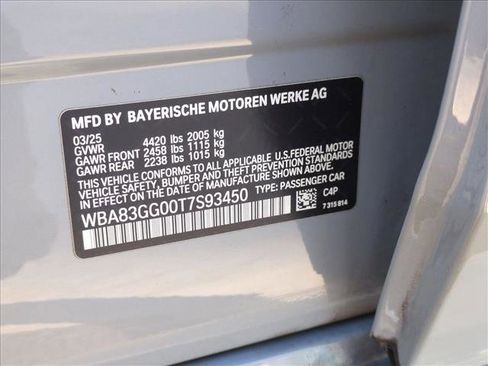 MFD BY BAYERISCHE MOTOREN WERKE AG
03/25
GVWR 4420 lbs 2005 kg
GAWR FRONT 2458 lbs 1115 kg
GAWR REAR 2238 lbs 1015 kg
THIS VEHICLE CONFORMS TO ALL APPLICABLE U.S.FEDERAL MOTOR
VEHICLE SAFETY, BUMPER, AND THEFT PREVENTION STANDARDS
IN EFFECT ON THE DATE OF MANUFACTURE SHOWN ABOVE.
WBA83GG00T7S93450 TYPE: PASSENGER CAR
C4P
7 315 814